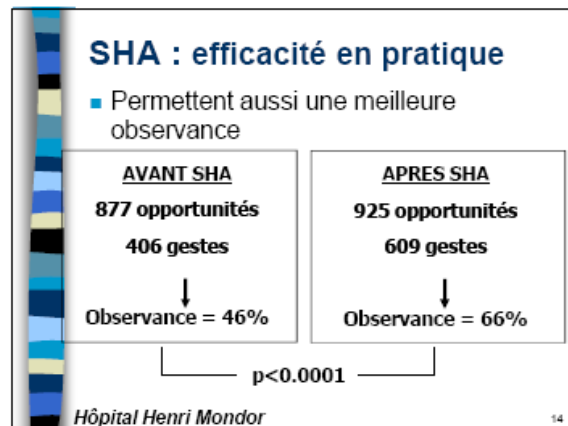 SHA : efficacité en pratique
Permettent aussi une meilleure
observance
AVANT SHA
877 opportunités
406 gestes
Observance = 46%
APRES SHA
925 opportunités
609 gestes
Observance = 66%
p<0.0001
Hôpital Henri Mondor
14